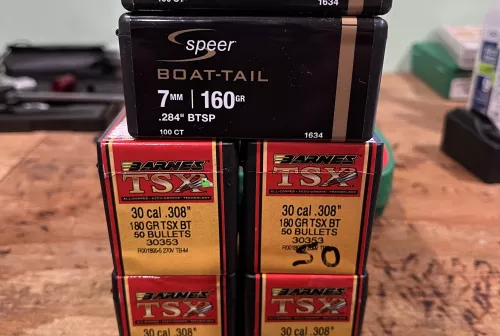 100 CT 1634
speer
BOAT-TAIL
7MM | 160GR
.284" BTSP
100 CT 1634
BARNES
TSX
30 cal .308"
180 GR TSX BT
50 BULLETS
30353
BARNES
TSX
30 cal .308"
180 GR TSX BT
50 BULLETS
30353
50
BARNES
TSX
30 cal .308"
BARNES
TSX
30 cal .308"